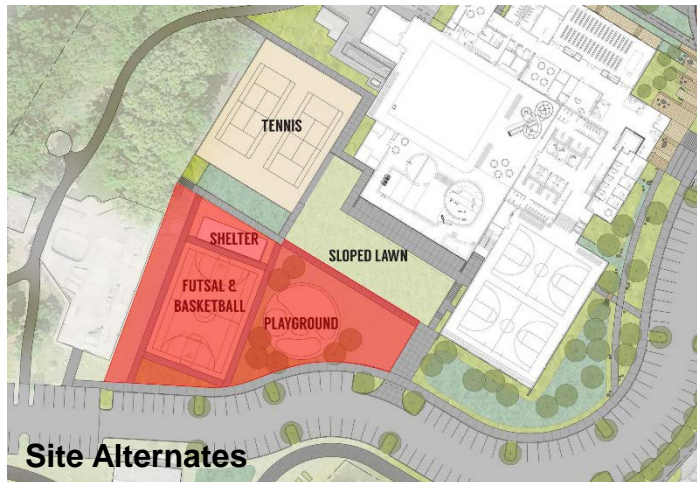 TENNIS
SHELTER
SLOPED LAWN
FUTSAL &
BASKETBALL
PLAYGROUND
Site Alternates